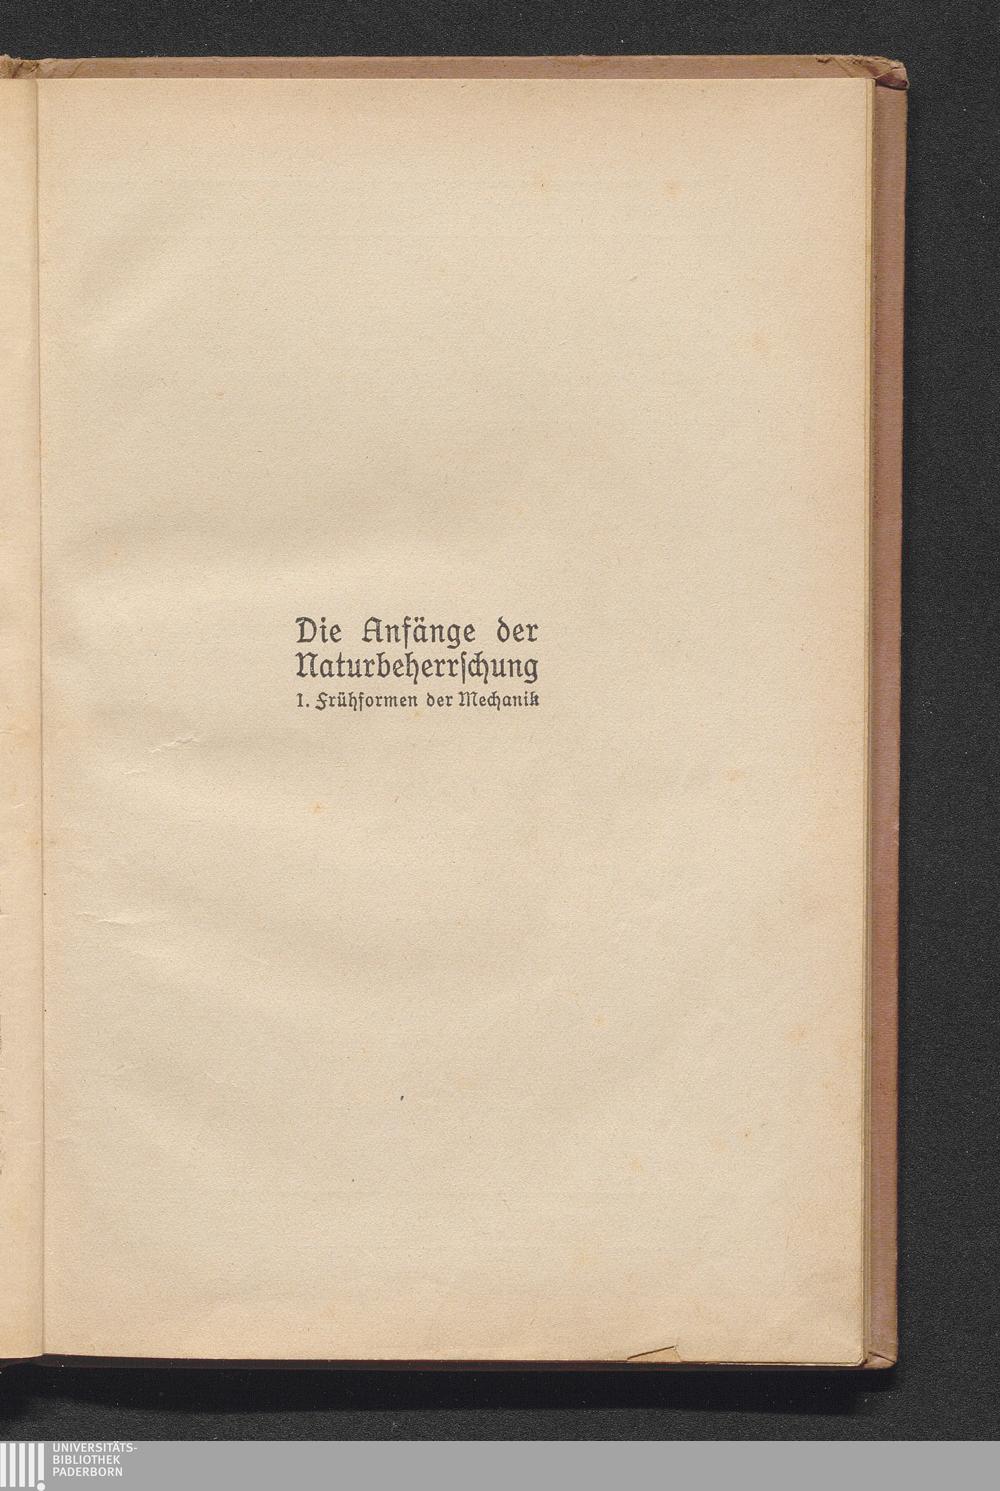 Die Anfänge der
Naturbeherrschung
1. Frühformen der Mechanik
UNIVERSITÄTS-
BIBLIOTHEK
PADERBORN